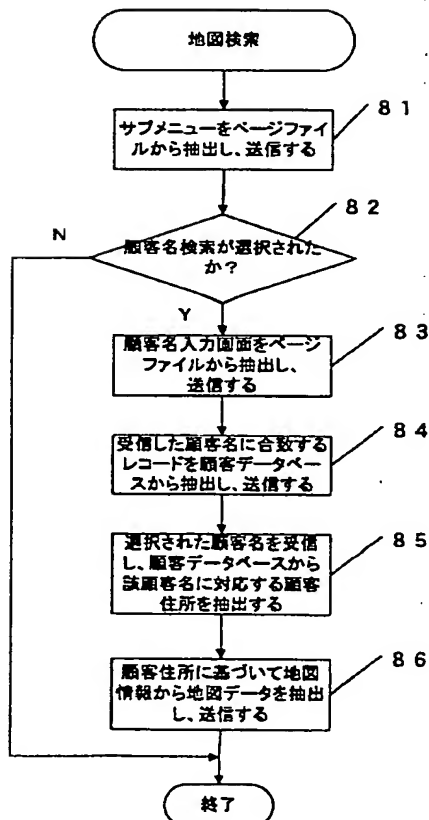 地図検索
81
サブメニューをページファイ
ルから抽出し、送信する
82
N
顧客名検索が選択された
か？
Y
83
顧客名入力画面をページ
ファイルから抽出し、
送信する
84
受信した顧客名に合致する
レコードを顧客データベー
スから抽出し、送信する
85
選択された顧客名を受信
し、顧客データベースから
該顧客名に対応する顧客
住所を抽出する
86
顧客住所に基づいて地図
情報から地図データを抽出
し、送信する
終了